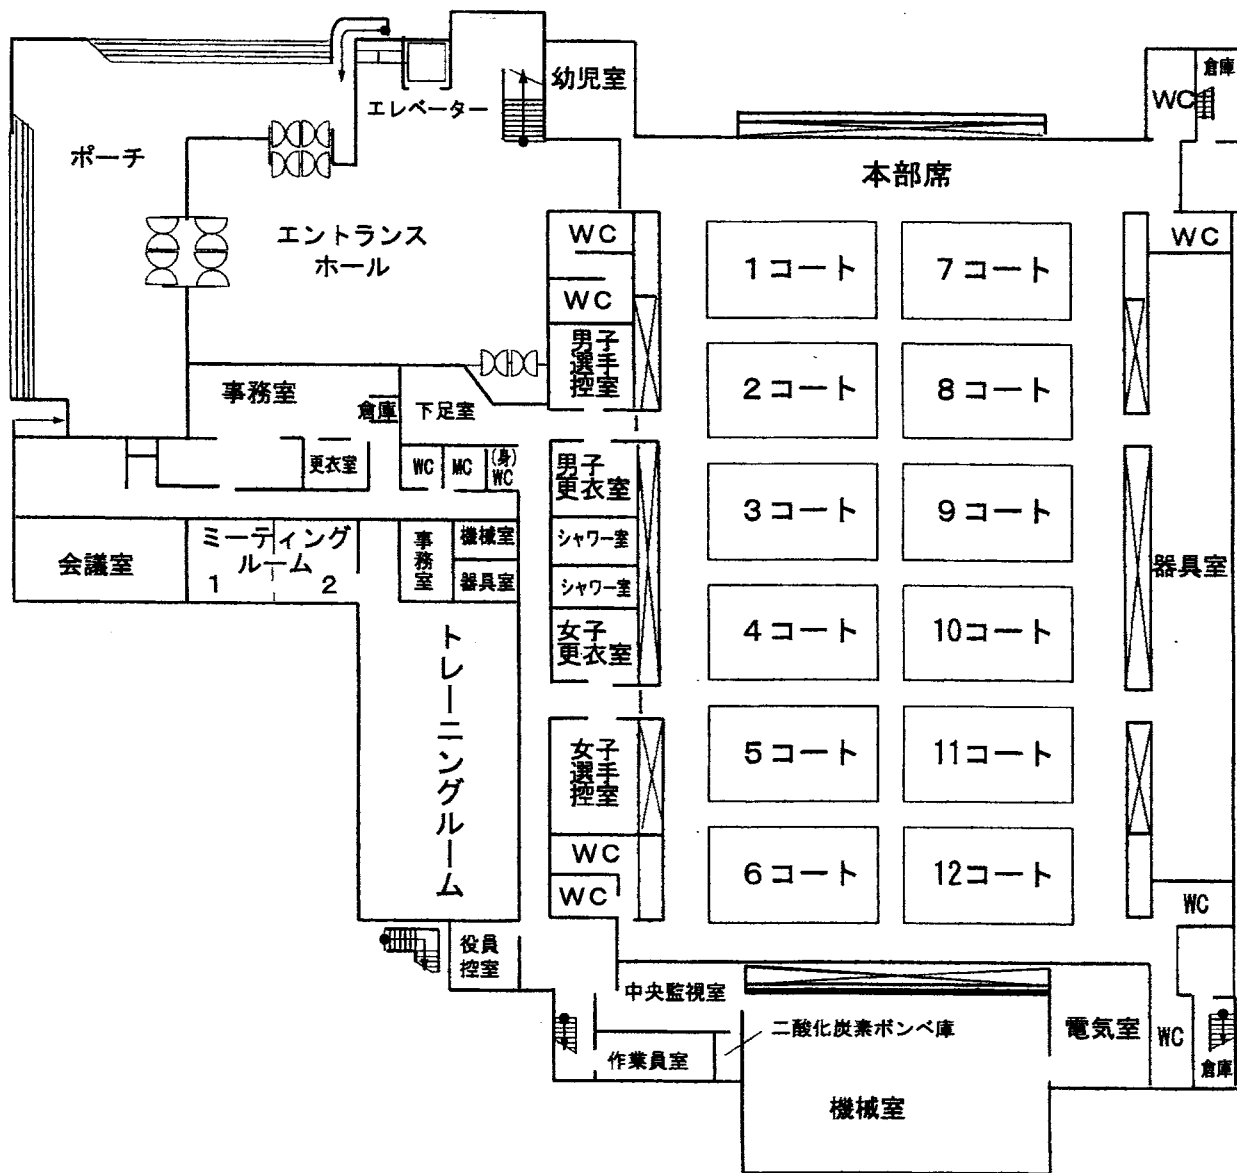 幼児室
倉庫
WC
エレベーター
ポーチ
本部席
エントランス
ホール
WC
WC
1コート
7コート
WC
男子
選手
控室
2コート
8コート
事務室
倉庫
下足室
更衣室
WC
MC
(身)
WC
男子
更衣室
3コート
9コート
会議室
ミーティング
ルーム
1
2
事
務
室
機械室
器具室
シャワー室
シャワー室
器具室
女子
更衣室
4コート
10コート
トレーニングルーム
女子
選手
控室
5コート
11コート
WC
WC
6コート
12コート
WC
役員
控室
中央監視室
二酸化炭素ボンベ庫
作業員室
電気室
WC
倉庫
機械室